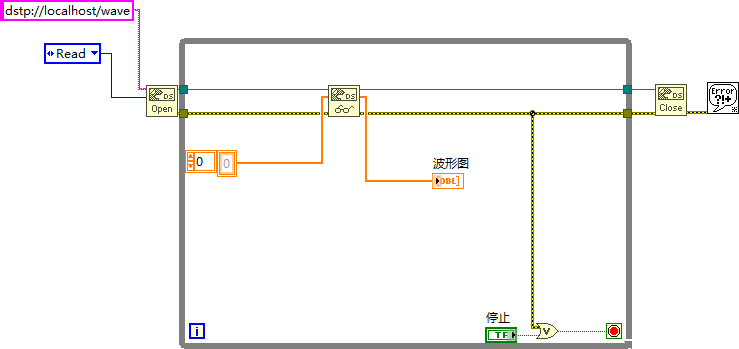 dstp://localhost/wave
Read
DS
Open
DS
DS
Close
Error
?!+
0
0
波形图
DBL]
i
停止
TF
V